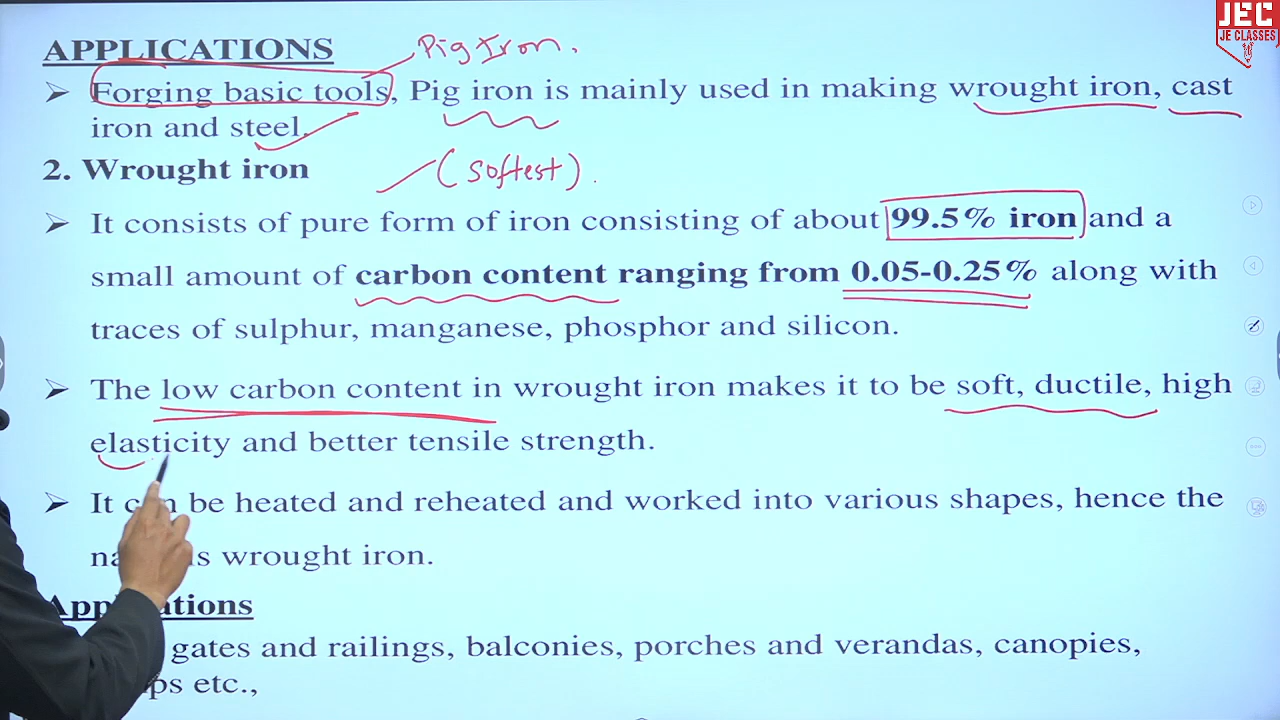 JEC
JE CLASSES
APPLICATIONS
Pig Iron.
➢ Forging basic tools, Pig iron is mainly used in making wrought iron, cast
iron and steel.
2. Wrought iron
(softest).
➢ It consists of pure form of iron consisting of about 99.5% iron and a
small amount of carbon content ranging from 0.05-0.25% along with
traces of sulphur, manganese, phosphor and silicon.
➢ The low carbon content in wrought iron makes it to be soft, ductile, high
elasticity and better tensile strength.
➢ It be heated and reheated and worked into various shapes, hence the
wrought iron.
gates and railings, balconies, porches and verandas, canopies,
etc.,